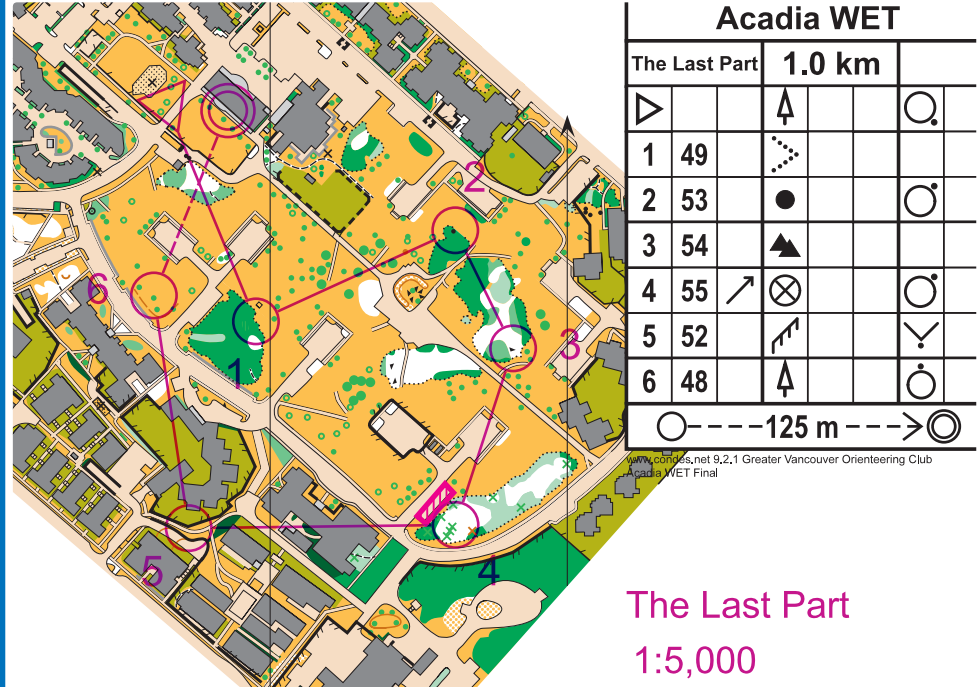 Acadia WET
The Last Part 1.0 km
1 49
2 53
3 54
4 55
5 52
6 48
125 m
www.condes.net 9.2.1 Greater Vancouver Orienteering Club
Acadia WET Final
2
6
3
1
4
5
The Last Part
1:5,000